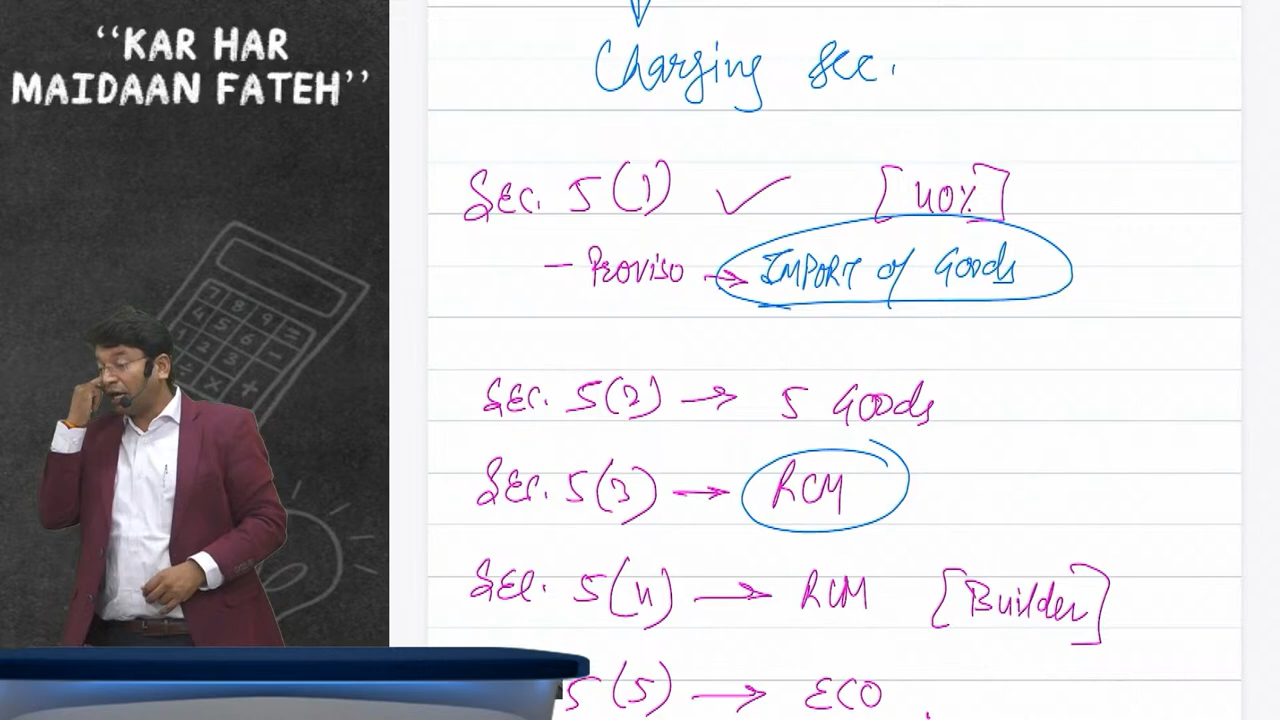 “KAR HAR
MAIDAAN FATEH”
Charging Sec.
Sec. 5(1) ✓ [40%]
- Proviso → IMPORT of Goods
Sec. 5(2) → 5 Goods
Sec. 5(3) → RCM
Sec. 5(4) → RCM [Builder]
5(5) → ECO